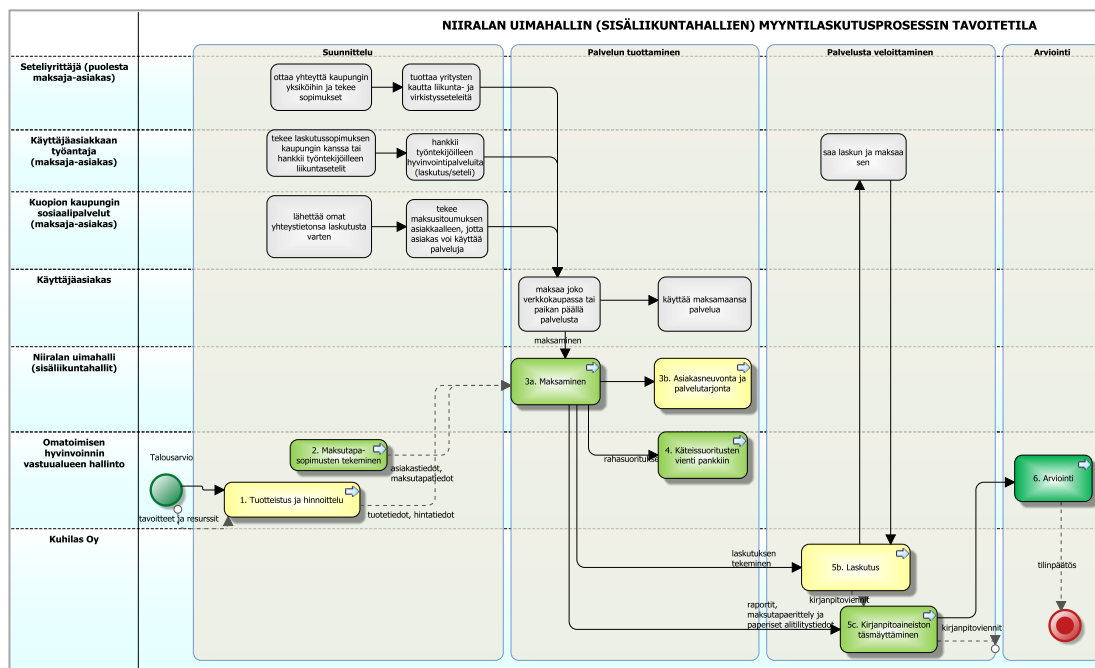 NIIRALAN UIMAHALLIN (SISÄLIIKUNTAHALLIEN) MYYNTILASKUTUSPROSESSIN TAVOITETILA
Suunnittelu
Palvelun tuottaminen
Palvelusta veloittaminen
Arviointi
Seteliyrittäjä (puolesta
maksaja-asiakas)
ottaa yhteyttä kaupungin
yksiköihin ja tekee
sopimukset
tuottaa yritysten
kautta liikunta- ja
virkistysseteleitä
Käyttäjäasiakkaan
työantaja
(maksaja-asiakas)
tekee laskutussopimuksen
kaupungin kanssa tai
hankkii työntekijöilleen
liikuntasetelit
hankkii
työntekijöilleen
hyvinvointipalveluita
(laskutus/seteli)
saa laskun ja maksaa
sen
Kuopion kaupungin
sosiaalipalvelut
(maksaja-asiakas)
lähettää omat
yhteystietonsa laskutusta
varten
tekee
maksusitoumuksen
asiakkaalleen, jotta
asiakas voi käyttää
palveluja
Käyttäjäasiakas
maksaa joko
verkkokaupassa tai
paikan päällä
palvelusta
käyttää maksamaansa
palvelua
maksaminen
Niiralan uimahalli
(sisäliikuntahallit)
3a. Maksaminen
3b. Asiakasneuvonta ja
palvelutarjonta
Omatoimisen
hyvinvoinnin
vastuualueen hallinto
Talousarvio
2. Maksutapa-
sopimusten tekeminen
asiakastiedot,
maksutapatiedot
rahasuoritukse
4. Käteissuoritusten
vienti pankkiin
1. Tuotteistus ja hinnoittelu
tavoitteet ja resurssit
tuotetiedot, hintatiedot
6. Arviointi
Kuhilas Oy
laskutuksen
tekeminen
5b. Laskutus
kirjanpitoviennit
raportit,
maksutapaerittely ja
paperiset alitilitystiedot
5c. Kirjanpitoaineiston
täsmäyttäminen
kirjanpitoviennit
tilinpäätös